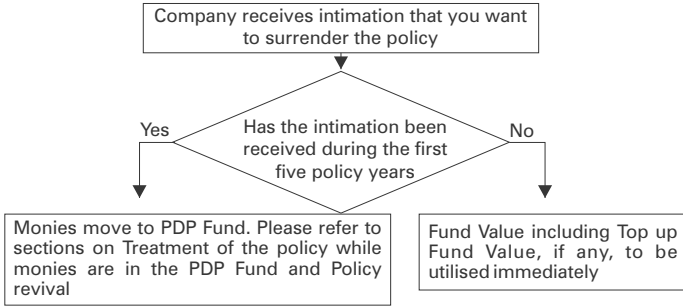 Company receives intimation that you want
to surrender the policy
Yes
Has the intimation been
received during the first
five policy years
No
Monies move to PDP Fund. Please refer to
sections on Treatment of the policy while
monies are in the PDP Fund and Policy
revival
Fund Value including Top up
Fund Value, if any, to be
utilised immediately